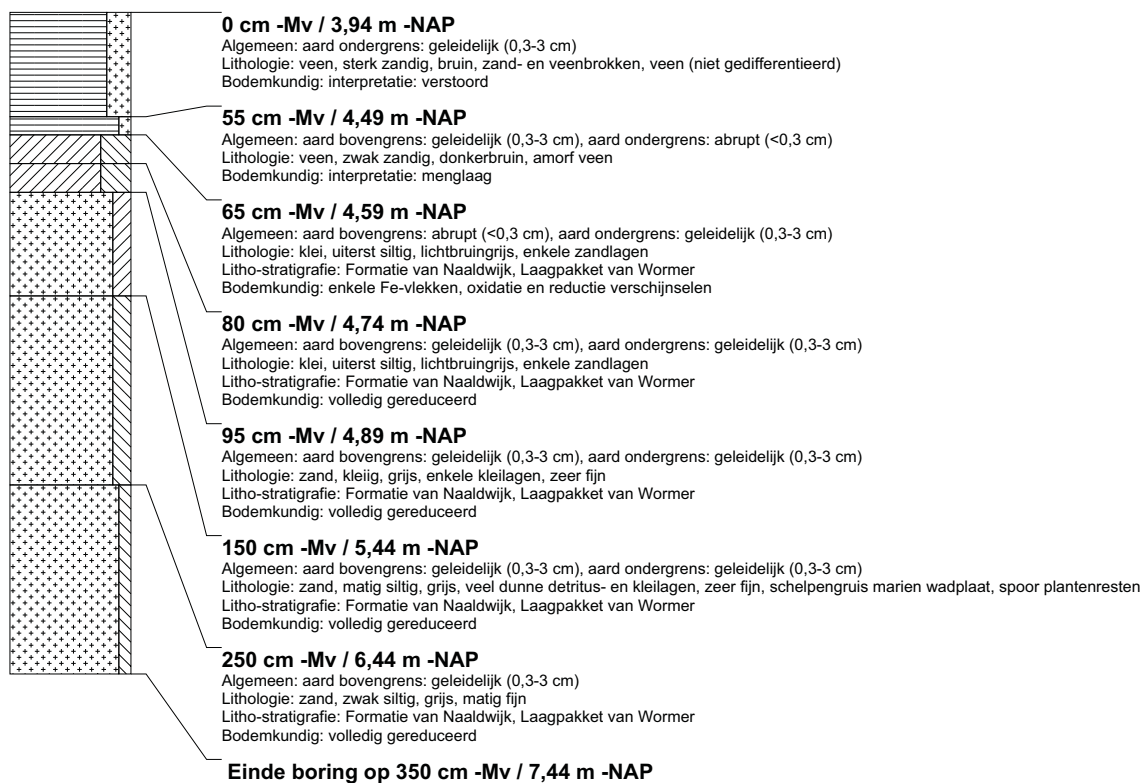 0 cm -Mv / 3,94 m -NAP
Algemeen: aard ondergrens: geleidelijk (0,3-3 cm)
Lithologie: veen, sterk zandig, bruin, zand- en veenbrokken, veen (niet gedifferentieerd)
Bodemkundig: interpretatie: verstoord
55 cm -Mv / 4,49 m -NAP
Algemeen: aard bovengrens: geleidelijk (0,3-3 cm), aard ondergrens: abrupt (<0,3 cm)
Lithologie: veen, zwak zandig, donkerbruin, amorf veen
Bodemkundig: interpretatie: menglaag
65 cm -Mv / 4,59 m -NAP
Algemeen: aard bovengrens: abrupt (<0,3 cm), aard ondergrens: geleidelijk (0,3-3 cm)
Lithologie: klei, uiterst siltig, lichtbruingrijs, enkele zandlagen
Litho-stratigrafie: Formatie van Naaldwijk, Laagpakket van Wormer
Bodemkundig: enkele Fe-vlekken, oxidatie en reductie verschijnselen
80 cm -Mv / 4,74 m -NAP
Algemeen: aard bovengrens: geleidelijk (0,3-3 cm), aard ondergrens: geleidelijk (0,3-3 cm)
Lithologie: klei, uiterst siltig, lichtbruingrijs, enkele zandlagen
Litho-stratigrafie: Formatie van Naaldwijk, Laagpakket van Wormer
Bodemkundig: volledig gereduceerd
95 cm -Mv / 4,89 m -NAP
Algemeen: aard bovengrens: geleidelijk (0,3-3 cm), aard ondergrens: geleidelijk (0,3-3 cm)
Lithologie: zand, kleiig, grijs, enkele kleilagen, zeer fijn
Litho-stratigrafie: Formatie van Naaldwijk, Laagpakket van Wormer
Bodemkundig: volledig gereduceerd
150 cm -Mv / 5,44 m -NAP
Algemeen: aard bovengrens: geleidelijk (0,3-3 cm), aard ondergrens: geleidelijk (0,3-3 cm)
Lithologie: zand, matig siltig, grijs, veel dunne detritus- en kleilagen, zeer fijn, schelpengruis marien wadplaat, spoor plantenresten
Litho-stratigrafie: Formatie van Naaldwijk, Laagpakket van Wormer
Bodemkundig: volledig gereduceerd
250 cm -Mv / 6,44 m -NAP
Algemeen: aard bovengrens: geleidelijk (0,3-3 cm)
Lithologie: zand, zwak siltig, grijs, matig fijn
Litho-stratigrafie: Formatie van Naaldwijk, Laagpakket van Wormer
Bodemkundig: volledig gereduceerd
Einde boring op 350 cm -Mv / 7,44 m -NAP